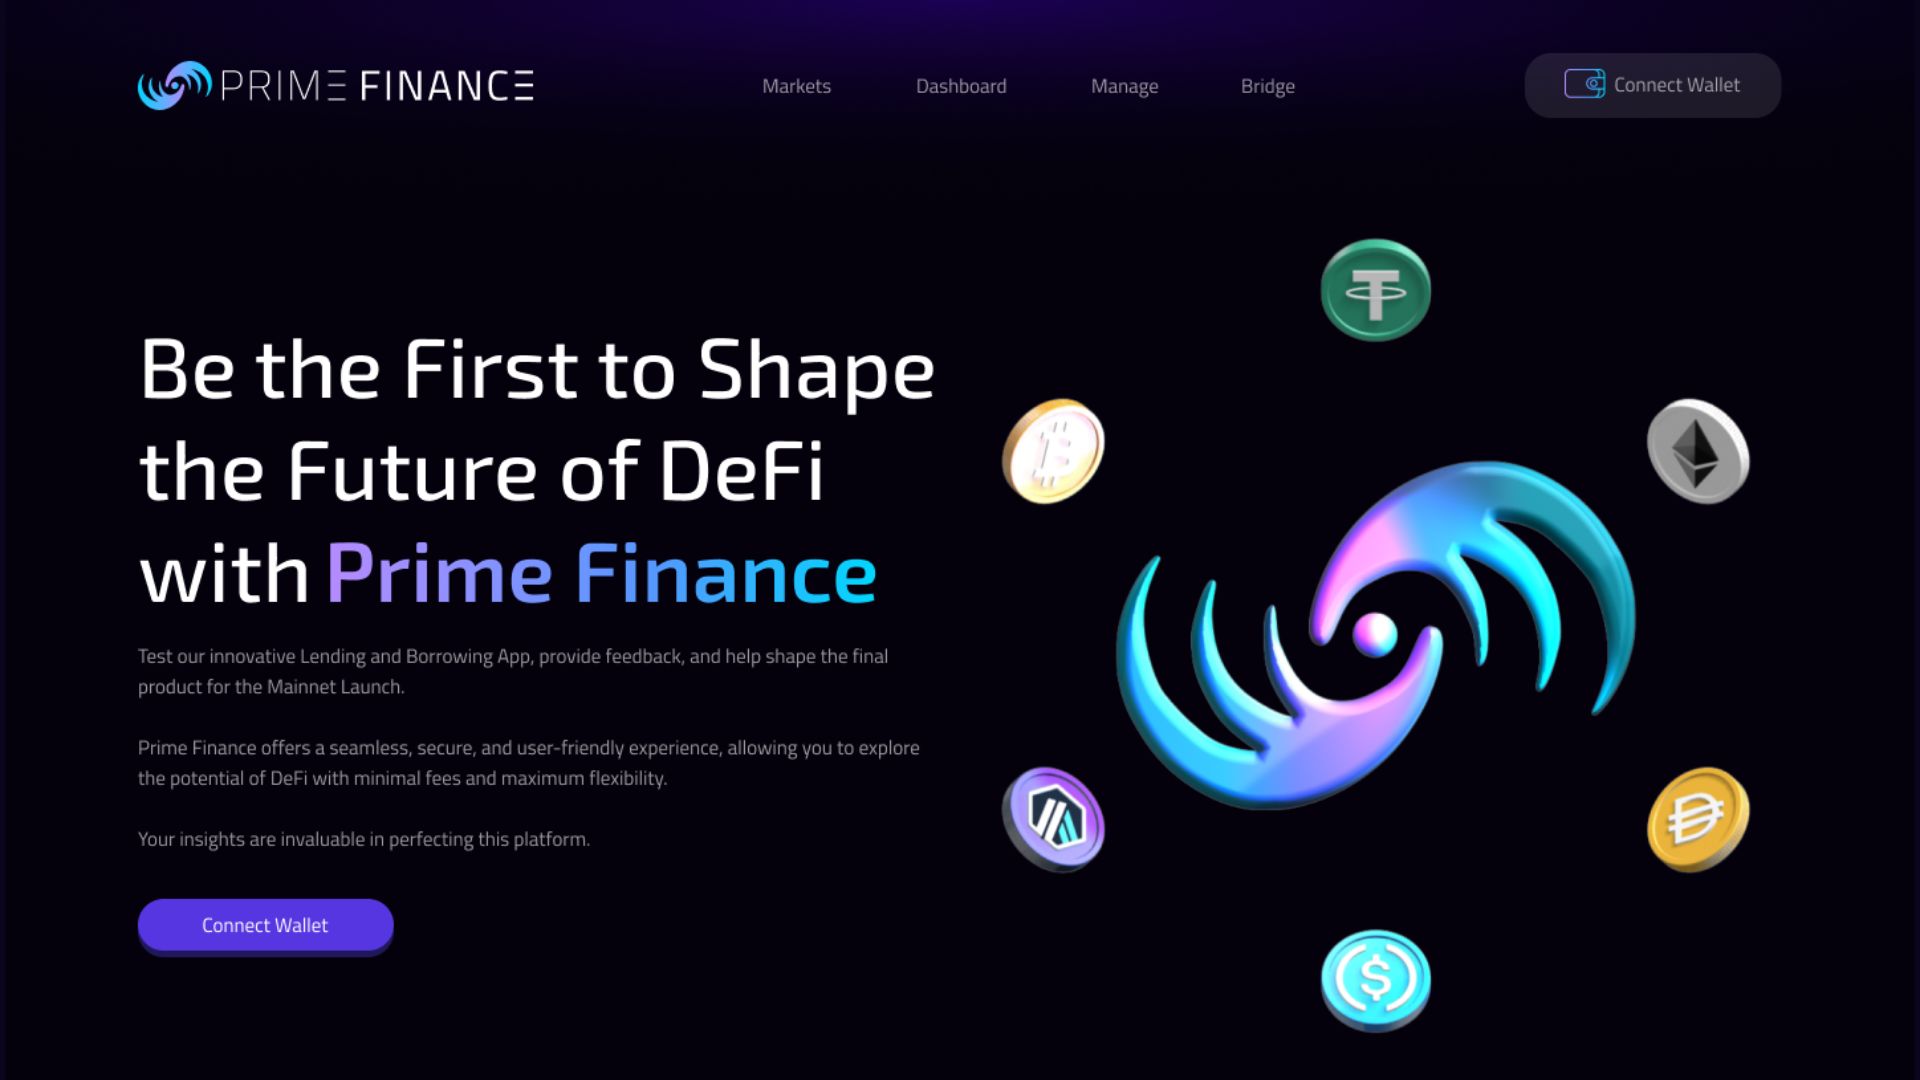 PRIME FINANCE
Markets
Dashboard
Manage
Bridge
Connect Wallet
Be the First to Shape
the Future of DeFi
with Prime Finance
Test our innovative Lending and Borrowing App, provide feedback, and help shape the final
product for the Mainnet Launch.
Prime Finance offers a seamless, secure, and user-friendly experience, allowing you to explore
the potential of DeFi with minimal fees and maximum flexibility.
Your insights are invaluable in perfecting this platform.
Connect Wallet